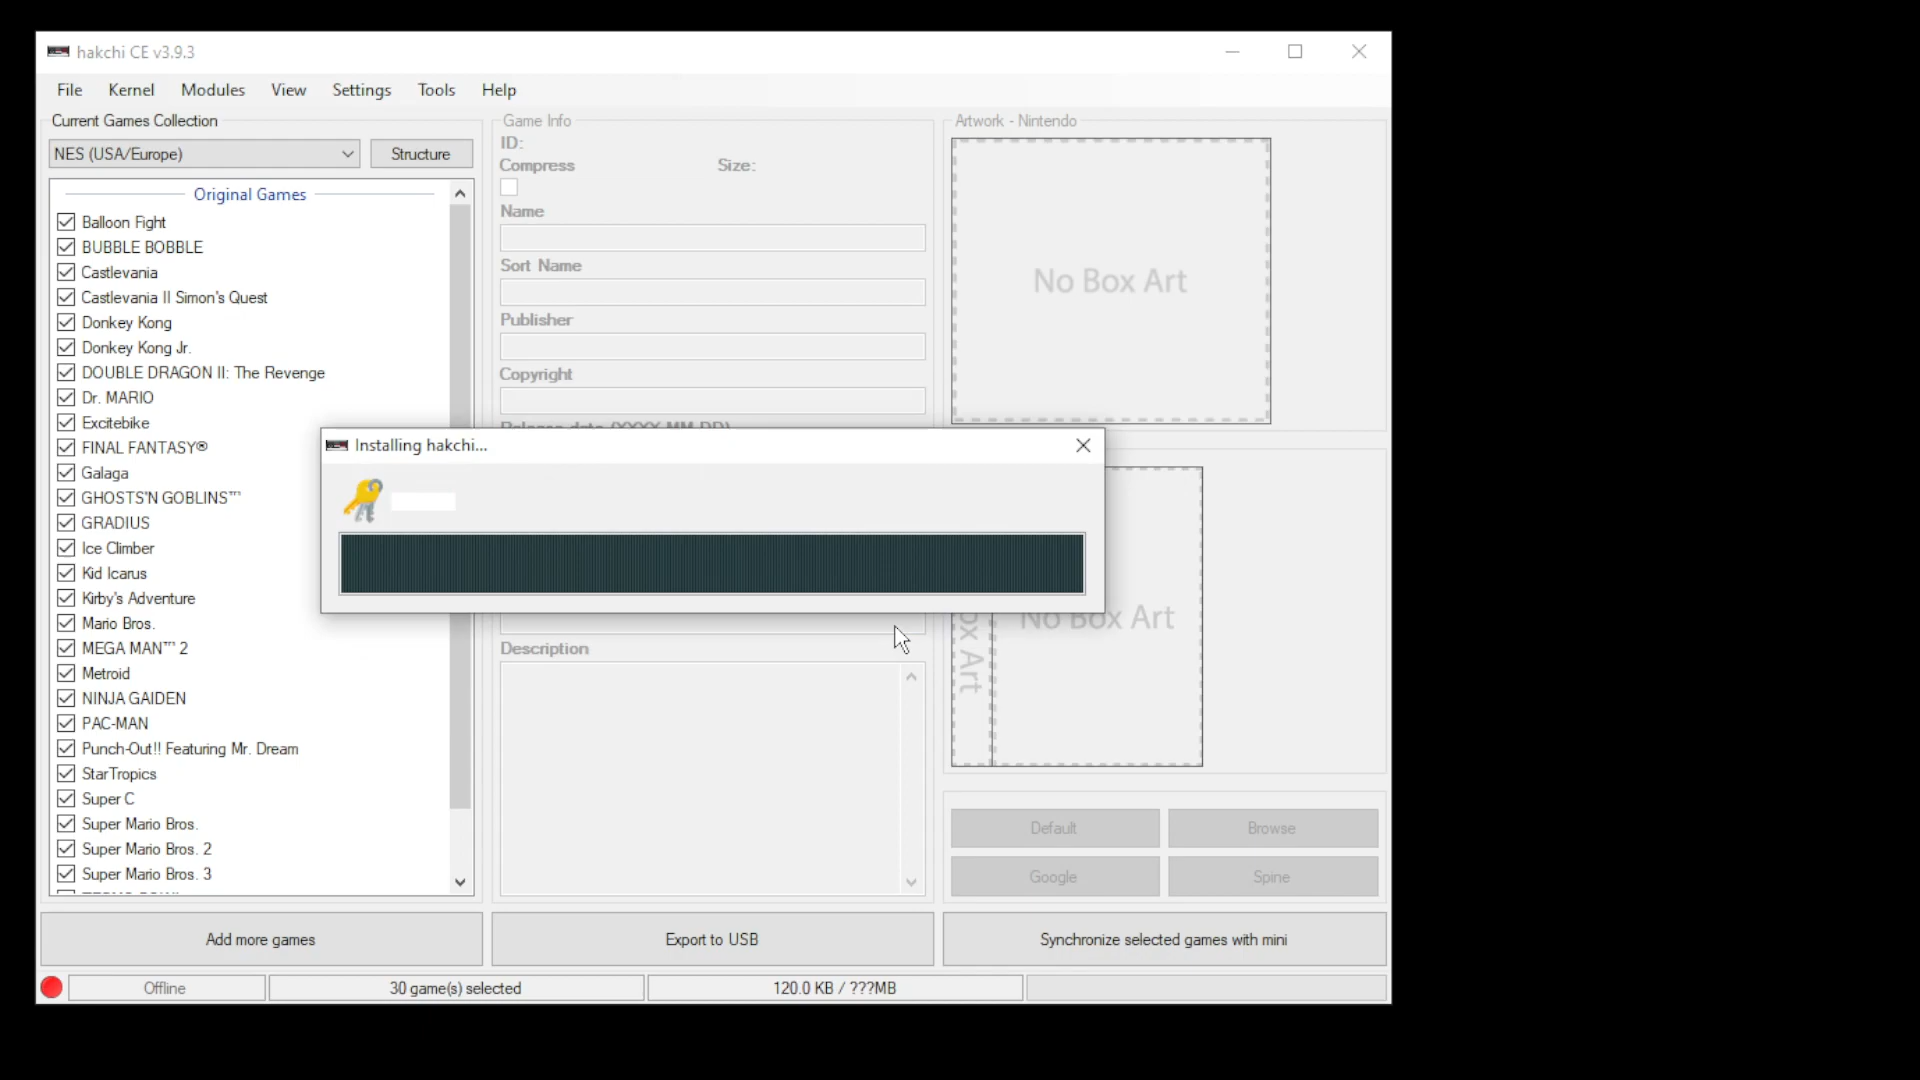 hakchi CE v3.9.3
File Kernel Modules View Settings Tools Help
Current Games Collection
NES (USA/Europe)
Structure
Original Games
Balloon Fight
BUBBLE BOBBLE
Castlevania
Castlevania II Simon's Quest
Donkey Kong
Donkey Kong Jr.
DOUBLE DRAGON II: The Revenge
Dr. MARIO
Excitebike
FINAL FANTASY®
Galaga
GHOSTS'N GOBLINS™
GRADIUS
Ice Climber
Kid Icarus
Kirby's Adventure
Mario Bros.
MEGA MAN™ 2
Metroid
NINJA GAIDEN
PAC-MAN
Punch-Out!! Featuring Mr. Dream
StarTropics
Super C
Super Mario Bros.
Super Mario Bros. 2
Super Mario Bros. 3
Game Info
ID:
Compress Size:
Name
Sort Name
Publisher
Copyright
Installing hakchi...
Description
Artwork - Nintendo
No Box Art
No Box Art
Art
Default Browse
Google Spine
Add more games
Export to USB
Synchronize selected games with mini
Offline
30 game(s) selected
120.0 KB / ???MB